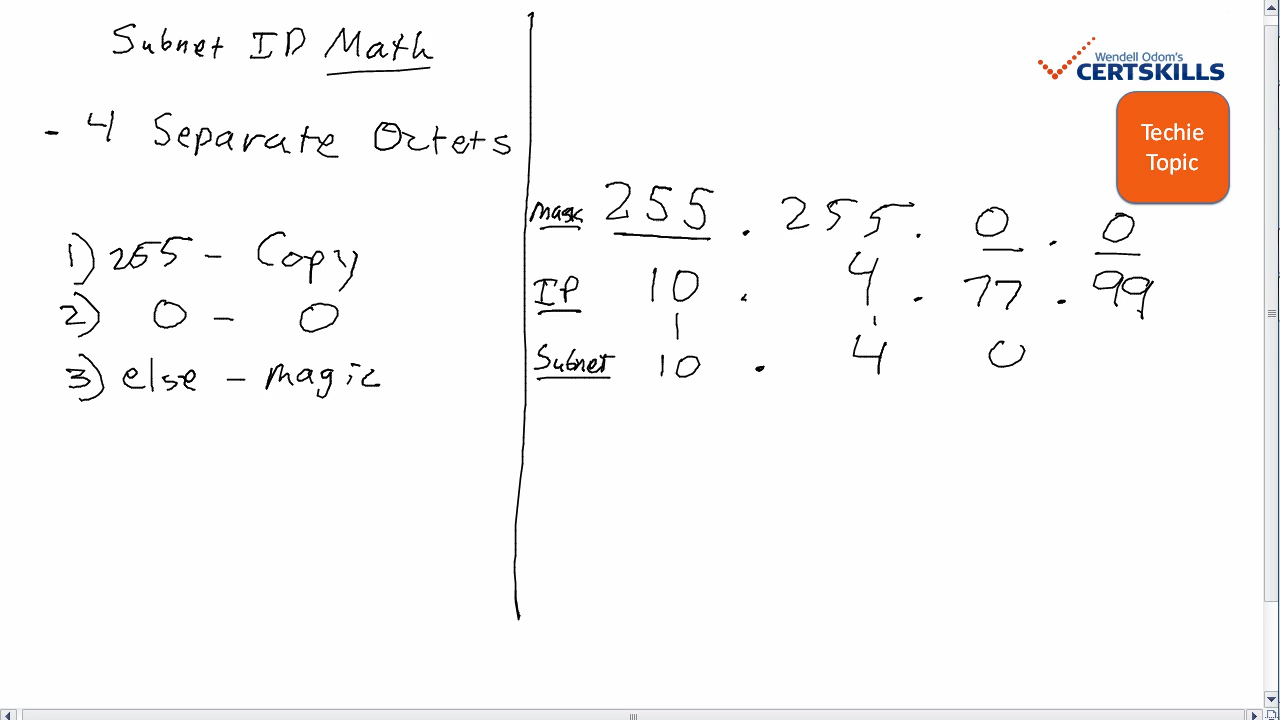 Subnet ID Math
- 4 Separate Octets
1) 255 - Copy
2) 0 - 0
3) else - magic
Wendell Odom's
CERTSKILLS
Techie
Topic
mask 255 . 255 . 0 . 0
IP 10 . 4 . 77 . 99
Subnet 10 . 4 0